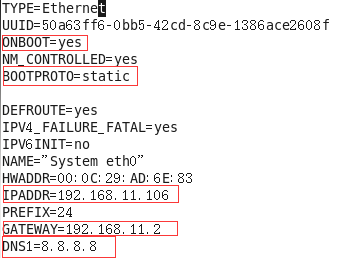 TYPE=Ethernet
UUID=50a63ff6-0bb5-42cd-8c9e-1386ace2608f
ONBOOT=yes
NM_CONTROLLED=yes
BOOTPROTO=static
DEFROUTE=yes
IPV4_FAILURE_FATAL=yes
IPV6INIT=no
NAME="System eth0"
HWADDR=00:0C:29:AD:6E:83
IPADDR=192.168.11.106
PREFIX=24
GATEWAY=192.168.11.2
DNS1=8.8.8.8